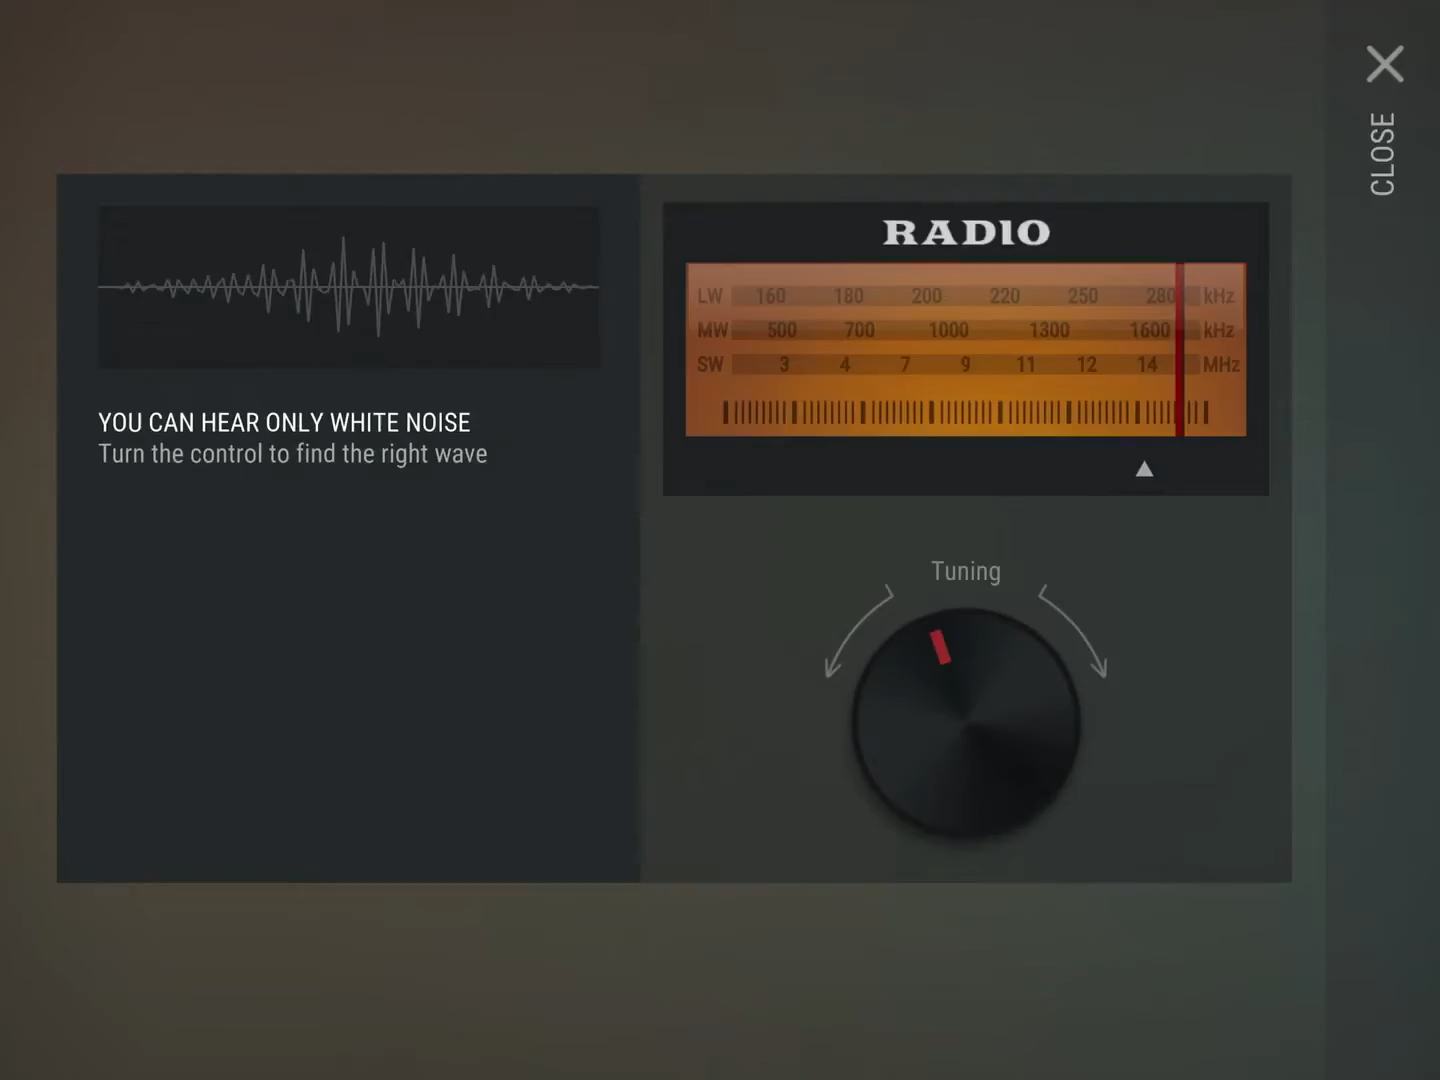 CLOSE
RADIO
LW 160 180 200 220 250 280 kHz
MW 500 700 1000 1300 1600 kHz
SW 3 4 7 9 11 12 14 MHz
YOU CAN HEAR ONLY WHITE NOISE
Turn the control to find the right wave
Tuning